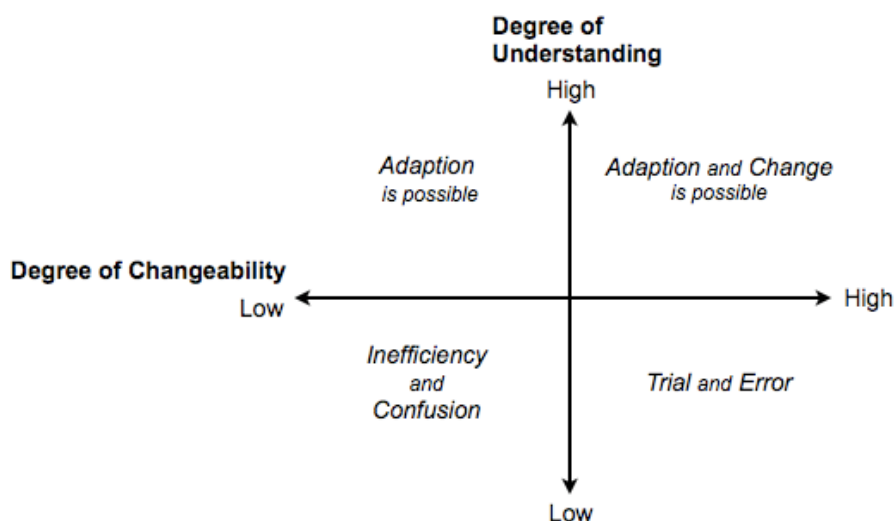 Degree of
Understanding
High
Adaption
is possible
Adaption and Change
is possible
Degree of Changeability
Low
High
Inefficiency
and
Confusion
Trial and Error
Low